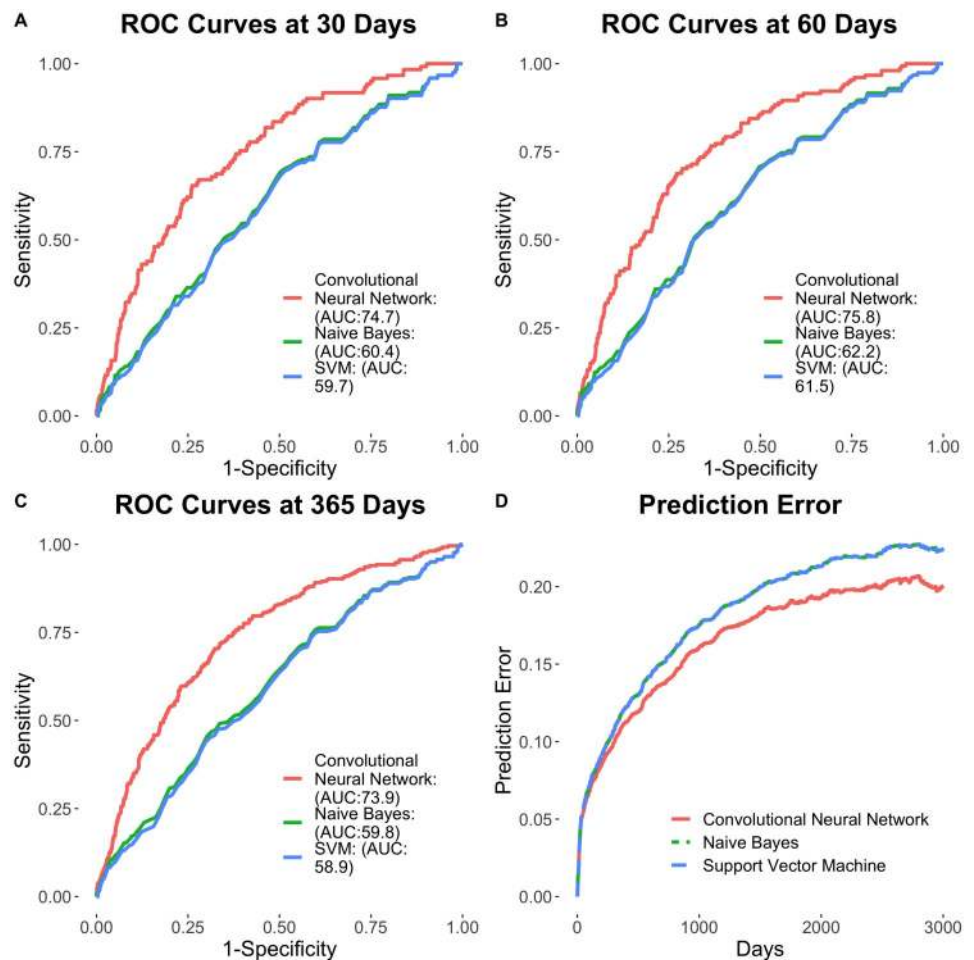 A
ROC Curves at 30 Days
1.00
0.75
0.50
0.25
0.00
Sensitivity
Convolutional
Neural Network:
(AUC:74.7)
Naive Bayes:
(AUC:60.4)
SVM: (AUC:
59.7)
0.00 0.25 0.50 0.75 1.00
1-Specificity
B
ROC Curves at 60 Days
1.00
0.75
0.50
0.25
0.00
Sensitivity
Convolutional
Neural Network:
(AUC:75.8)
Naive Bayes:
(AUC:62.2)
SVM: (AUC:
61.5)
0.00 0.25 0.50 0.75 1.00
1-Specificity
C
ROC Curves at 365 Days
1.00
0.75
0.50
0.25
0.00
Sensitivity
Convolutional
Neural Network:
(AUC:73.9)
Naive Bayes:
(AUC:59.8)
SVM: (AUC:
58.9)
0.00 0.25 0.50 0.75 1.00
1-Specificity
D
Prediction Error
0.20
0.15
0.10
0.05
0.00
Prediction Error
Convolutional Neural Network
Naive Bayes
Support Vector Machine
0 1000 2000 3000
Days